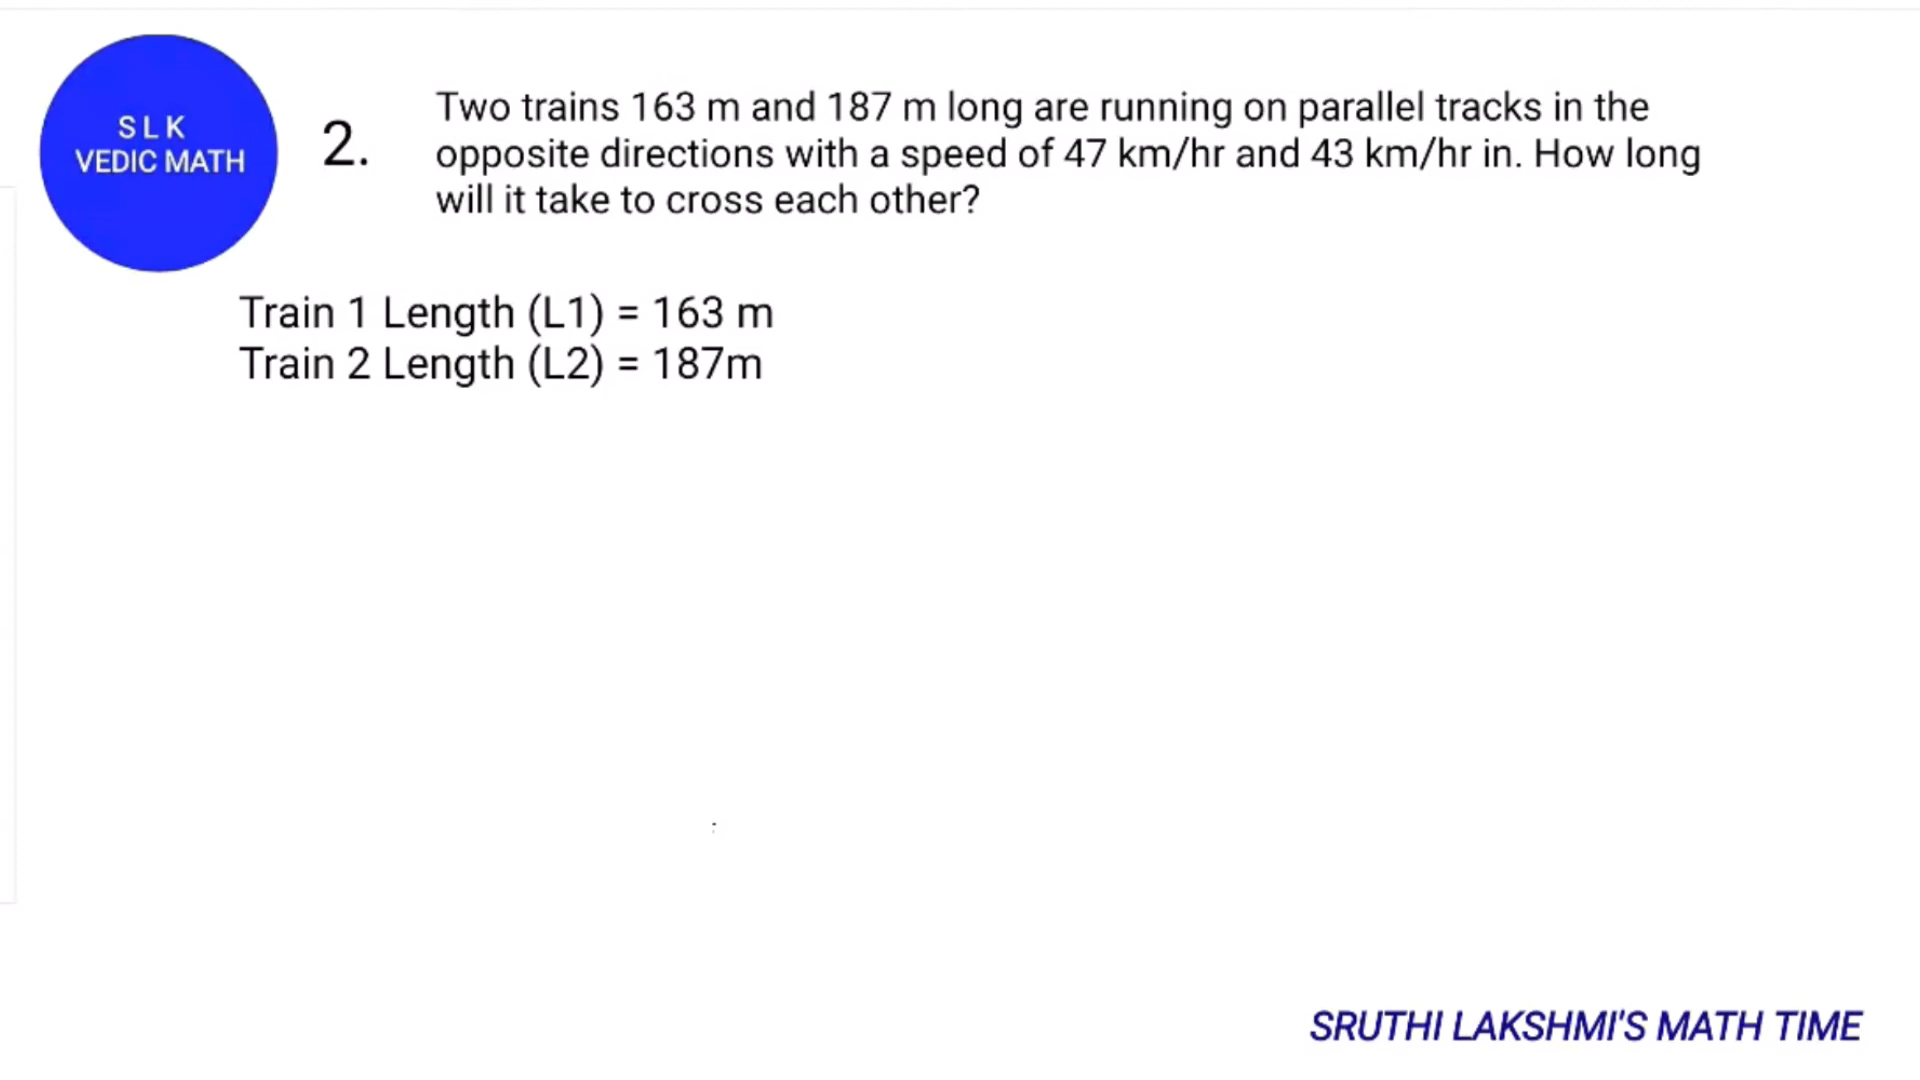 S L K
VEDIC MATH
2.
Two trains 163 m and 187 m long are running on parallel tracks in the
opposite directions with a speed of 47 km/hr and 43 km/hr in. How long
will it take to cross each other?
Train 1 Length (L1) = 163 m
Train 2 Length (L2) = 187m
SRUTHI LAKSHMI'S MATH TIME